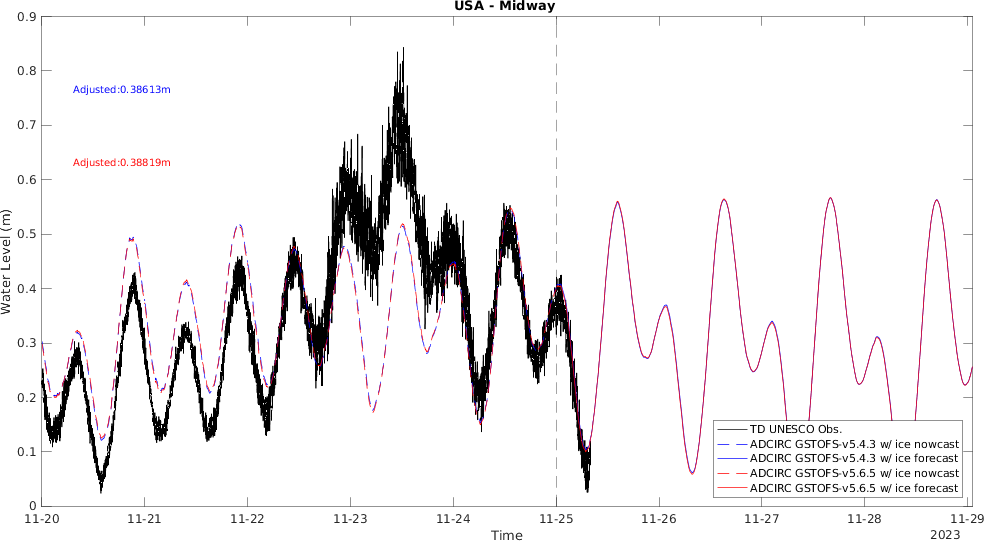 USA - Midway
0.9
0.8
0.7
0.6
0.5
0.4
0.3
0.2
0.1
0
Water Level (m)
Adjusted:0.38613m
Adjusted:0.38819m
TD UNESCO Obs.
ADCIRC GSTOFS-v5.4.3 w/ ice nowcast
ADCIRC GSTOFS-v5.4.3 w/ ice forecast
ADCIRC GSTOFS-v5.6.5 w/ ice nowcast
ADCIRC GSTOFS-v5.6.5 w/ ice forecast
11-20 11-21 11-22 11-23 11-24 11-25 11-26 11-27 11-28 11-29
Time
2023